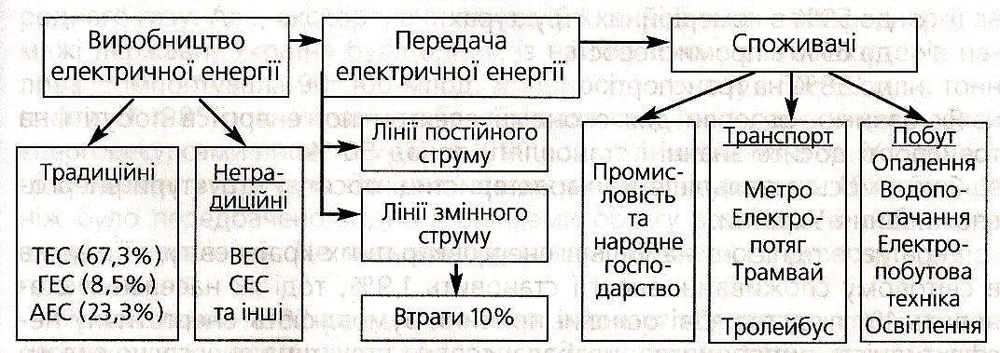 Виробництво
електричної енергії
Передача
електричної енергії
Споживачі
Традиційні
ТЕС (67,3%)
ГЕС (8,5%)
АЕС (23,3%)
Нетра-
диційні
ВЕС
СЕС
та інші
Лінії постійного
струму
Лінії змінного
струму
Втрати 10%
Промис-
ловість
та
народне
госпо-
дарство
Транспорт
Метро
Електро-
потяг
Трамвай
Тролейбус
Побут
Опалення
Водопо-
стачання
Електро-
побутова
техніка
Освітлення